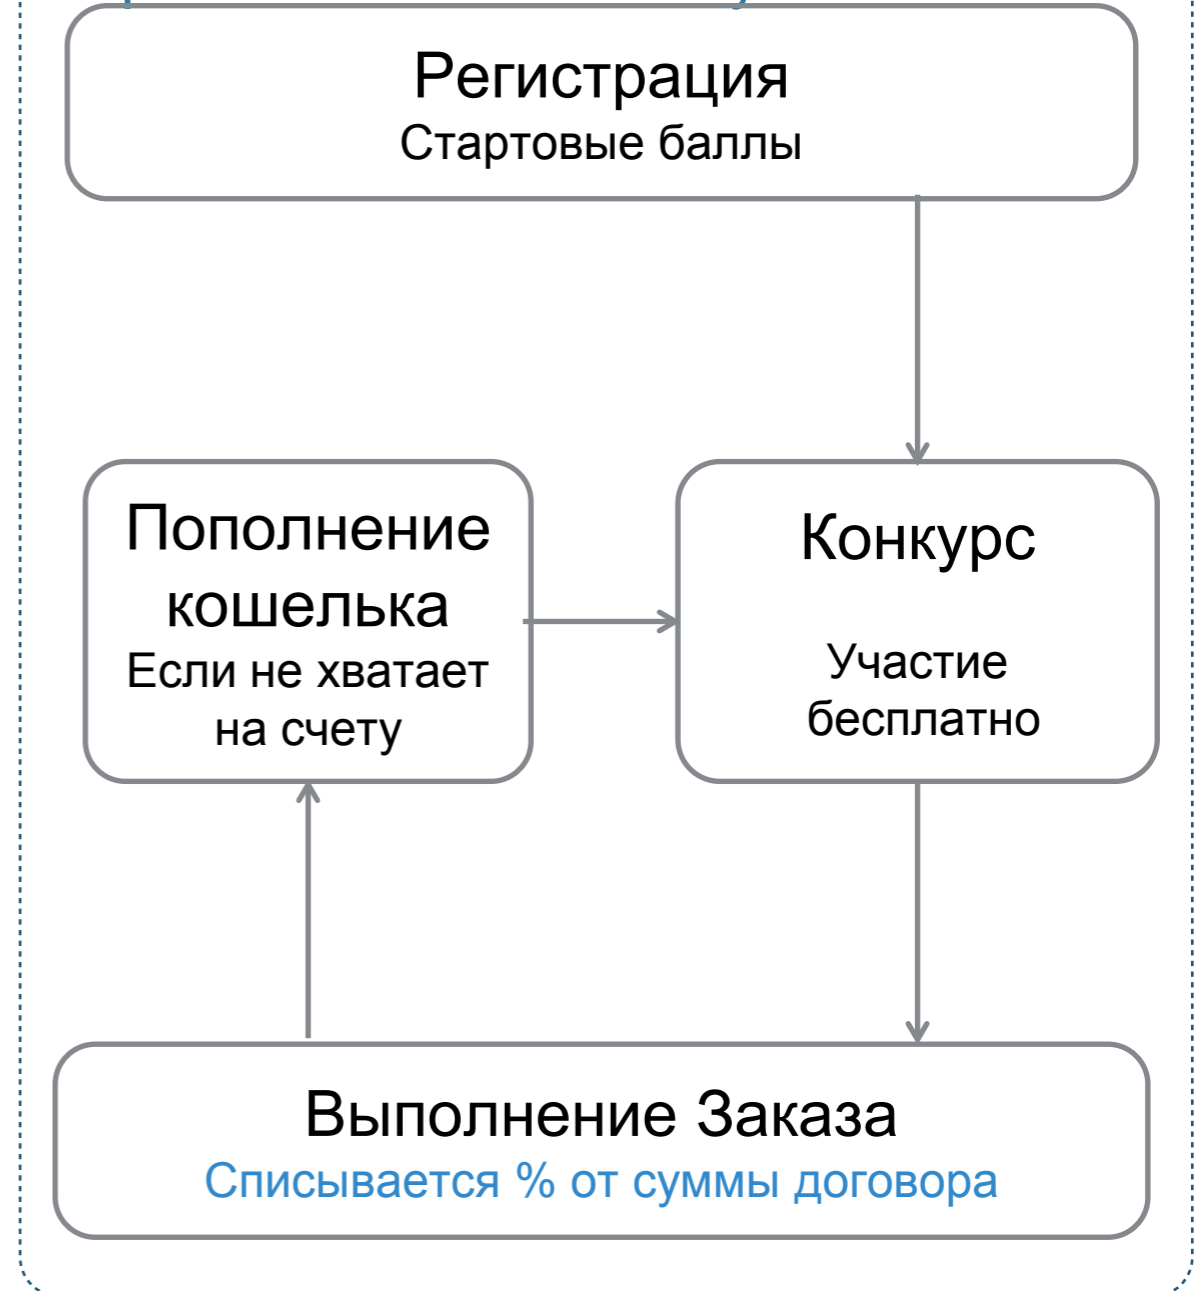 Регистрация
Стартовые баллы
Пополнение
кошелька
Если не хватает
на счету
Конкурс
Участие
бесплатно
Выполнение Заказа
Списывается % от суммы договора